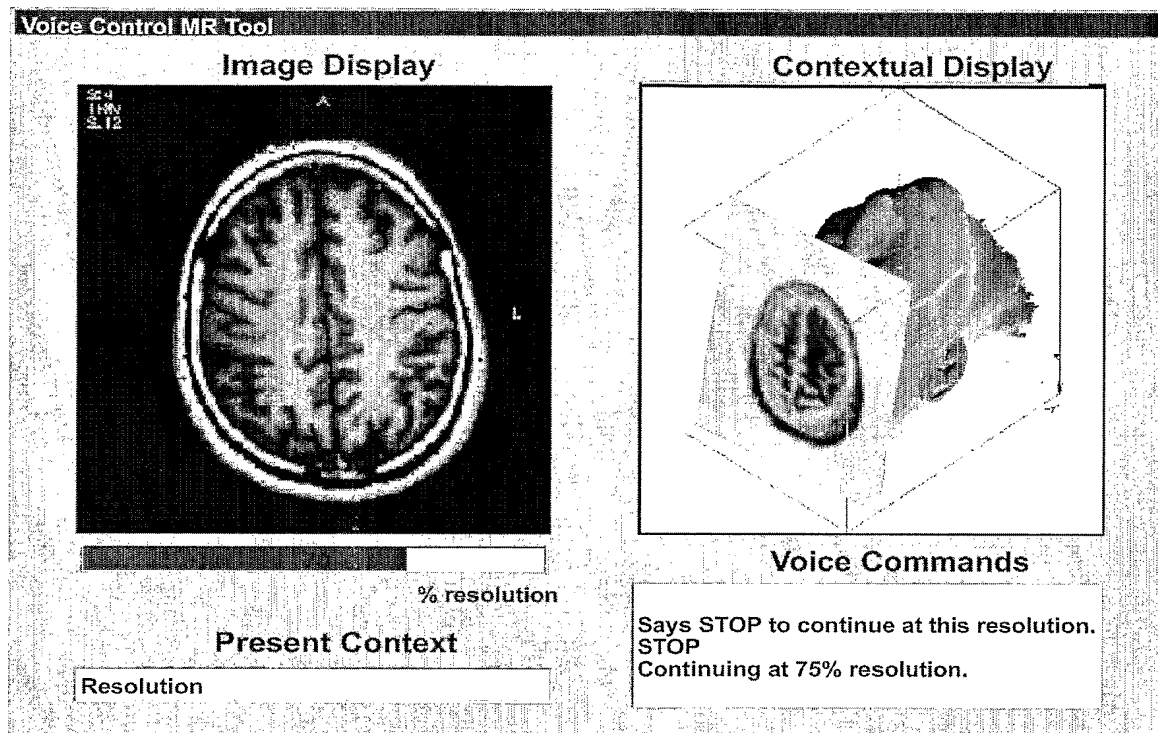 Voice Control MR Tool
Image Display
A
L
% resolution
Present Context
Resolution
Contextual Display
Voice Commands
Says STOP to continue at this resolution.
STOP
Continuing at 75% resolution.